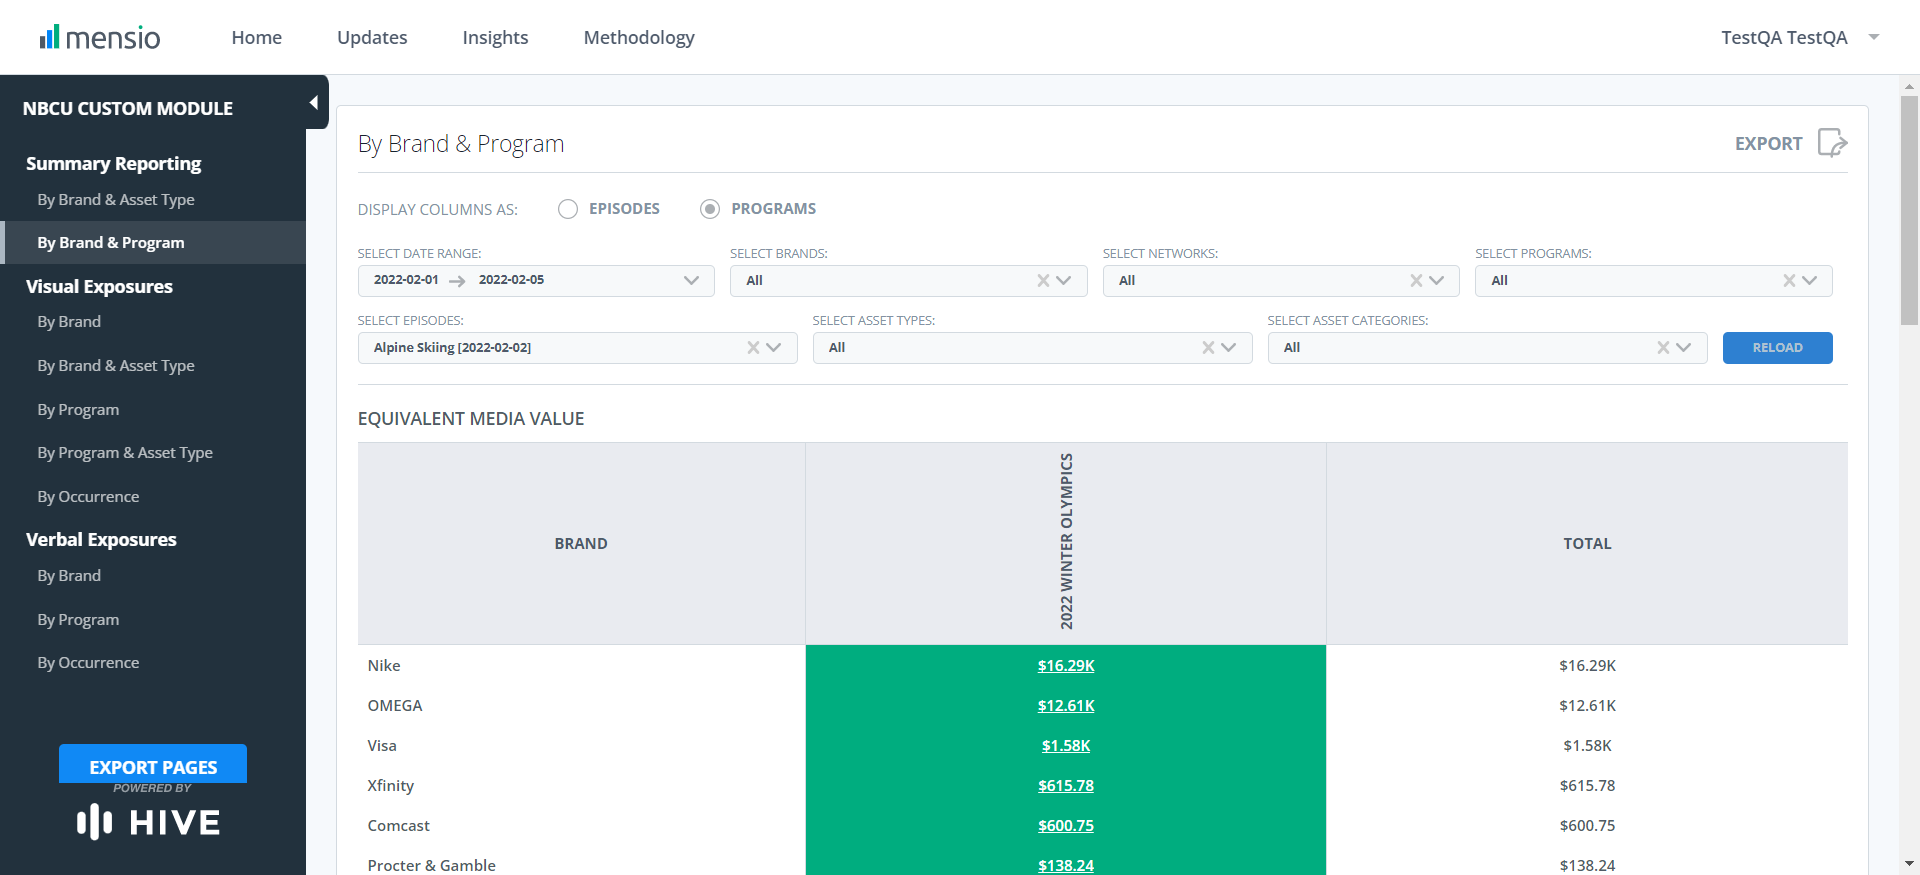 mensio
Home
Updates
Insights
Methodology
TestQA TestQA
NBCU CUSTOM MODULE
Summary Reporting
By Brand & Asset Type
By Brand & Program
Visual Exposures
By Brand
By Brand & Asset Type
By Program
By Program & Asset Type
By Occurrence
Verbal Exposures
By Brand
By Program
By Occurrence
EXPORT PAGES
POWERED BY
HIVE
By Brand & Program
EXPORT
DISPLAY COLUMNS AS:
EPISODES
PROGRAMS
SELECT DATE RANGE:
2022-02-01
2022-02-05
SELECT BRANDS:
All
SELECT NETWORKS:
All
SELECT PROGRAMS:
All
SELECT EPISODES:
Alpine Skiing [2022-02-02]
SELECT ASSET TYPES:
All
SELECT ASSET CATEGORIES:
All
RELOAD
EQUIVALENT MEDIA VALUE
BRAND
2022 WINTER OLYMPICS
TOTAL
Nike $16.29K $16.29K
OMEGA $12.61K $12.61K
Visa $1.58K $1.58K
Xfinity $615.78 $615.78
Comcast $600.75 $600.75
Procter & Gamble $138.24 $138.24